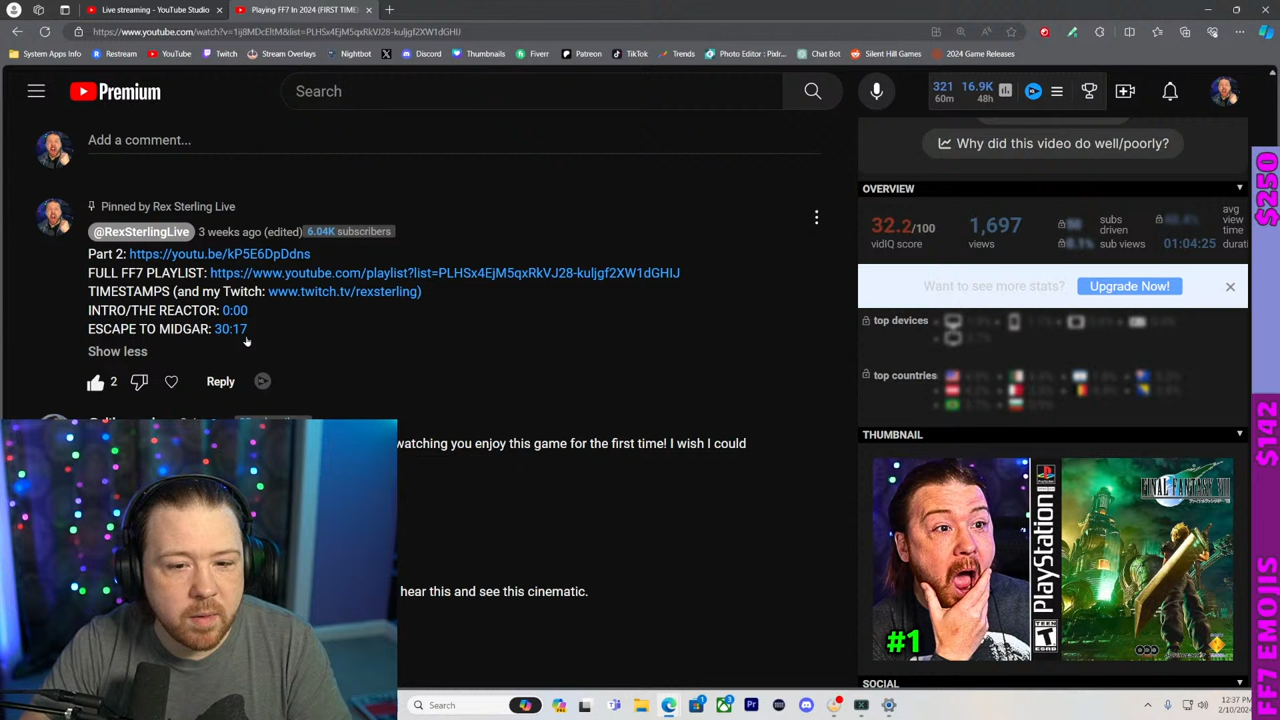 Live streaming - YouTube Studio
Playing FF7 In 2024 (FIRST TIME
https://www.youtube.com/watch?v=1ij8MDcEltM&list=PLHSx4EjM5qxRkVJ28-kuljgf2XW1dGHIJ
System Apps Info
Restream
YouTube
Twitch
Stream Overlays
Nightbot
X
Discord
Thumbnails
Fiverr
Patreon
TikTok
Trends
Photo Editor : Pixlr...
Chat Bot
Silent Hill Games
2024 Game Releases
Premium
Search
321 16.9K
60m 48h
Add a comment...
Why did this video do well/poorly?
OVERVIEW
Pinned by Rex Sterling Live
@RexSterlingLive 3 weeks ago (edited) 6.04K subscribers
Part 2: https://youtu.be/kP5E6DpDdns
FULL FF7 PLAYLIST: https://www.youtube.com/playlist?list=PLHSx4EjM5qxRkVJ28-kuljgf2XW1dGHIJ
TIMESTAMPS (and my Twitch: www.twitch.tv/rexsterling)
INTRO/THE REACTOR: 0:00
ESCAPE TO MIDGAR: 30:17
Show less
2
Reply
32.2/100
vidIQ score
1,697
views
subs
driven
sub views
avg
view
time
01:04:25
durati
Want to see more stats?
Upgrade Now!
top devices
top countries
watching you enjoy this game for the first time! I wish I could
hear this and see this cinematic.
THUMBNAIL
#1
PlayStation
FINAL FANTASY VII
TEEN
ESRB
SOCIAL
$250
$142
FF7 EMOJIS
Search
12:37 PM
2/10/2024